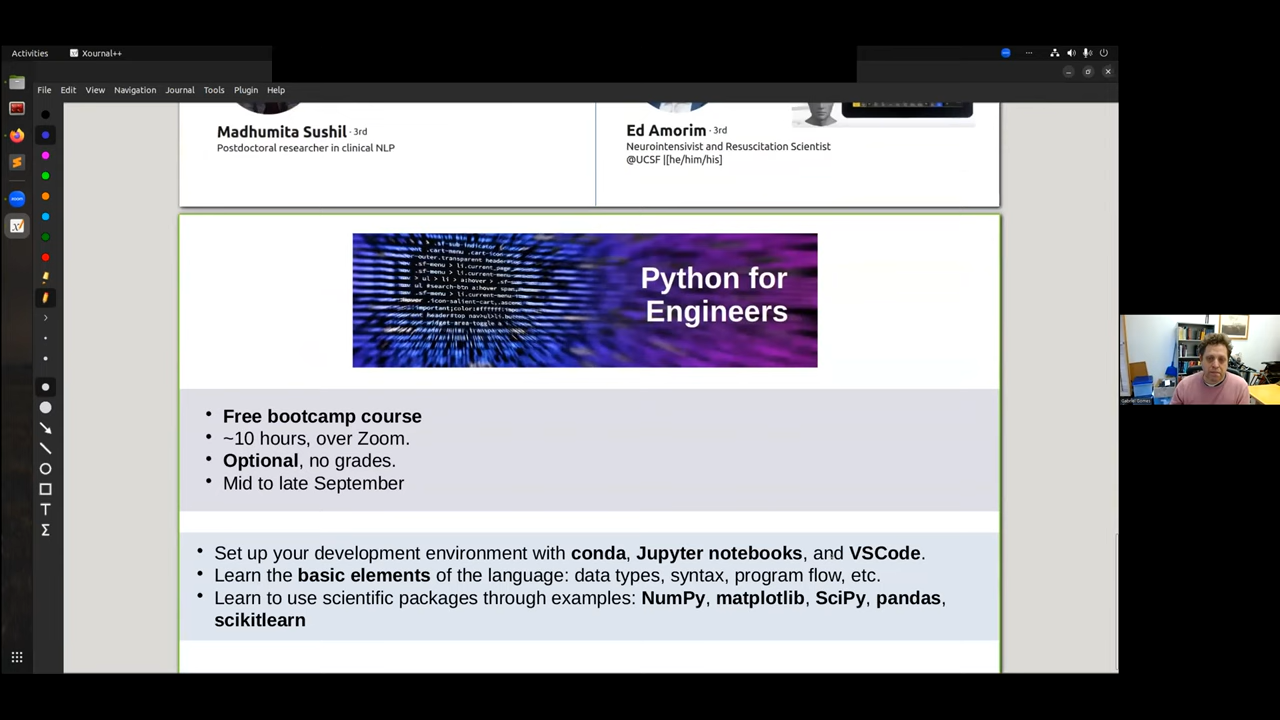 Activities
Xournal++
File Edit View Navigation Journal Tools Plugin Help
Madhumita Sushil · 3rd
Postdoctoral researcher in clinical NLP
Ed Amorim · 3rd
Neurointensivist and Resuscitation Scientist
@UCSF |[he/him/his]
Python for
Engineers
• Free bootcamp course
• ~10 hours, over Zoom.
• Optional, no grades.
• Mid to late September
• Set up your development environment with conda, Jupyter notebooks, and VSCode.
• Learn the basic elements of the language: data types, syntax, program flow, etc.
• Learn to use scientific packages through examples: NumPy, matplotlib, SciPy, pandas,
scikitlearn